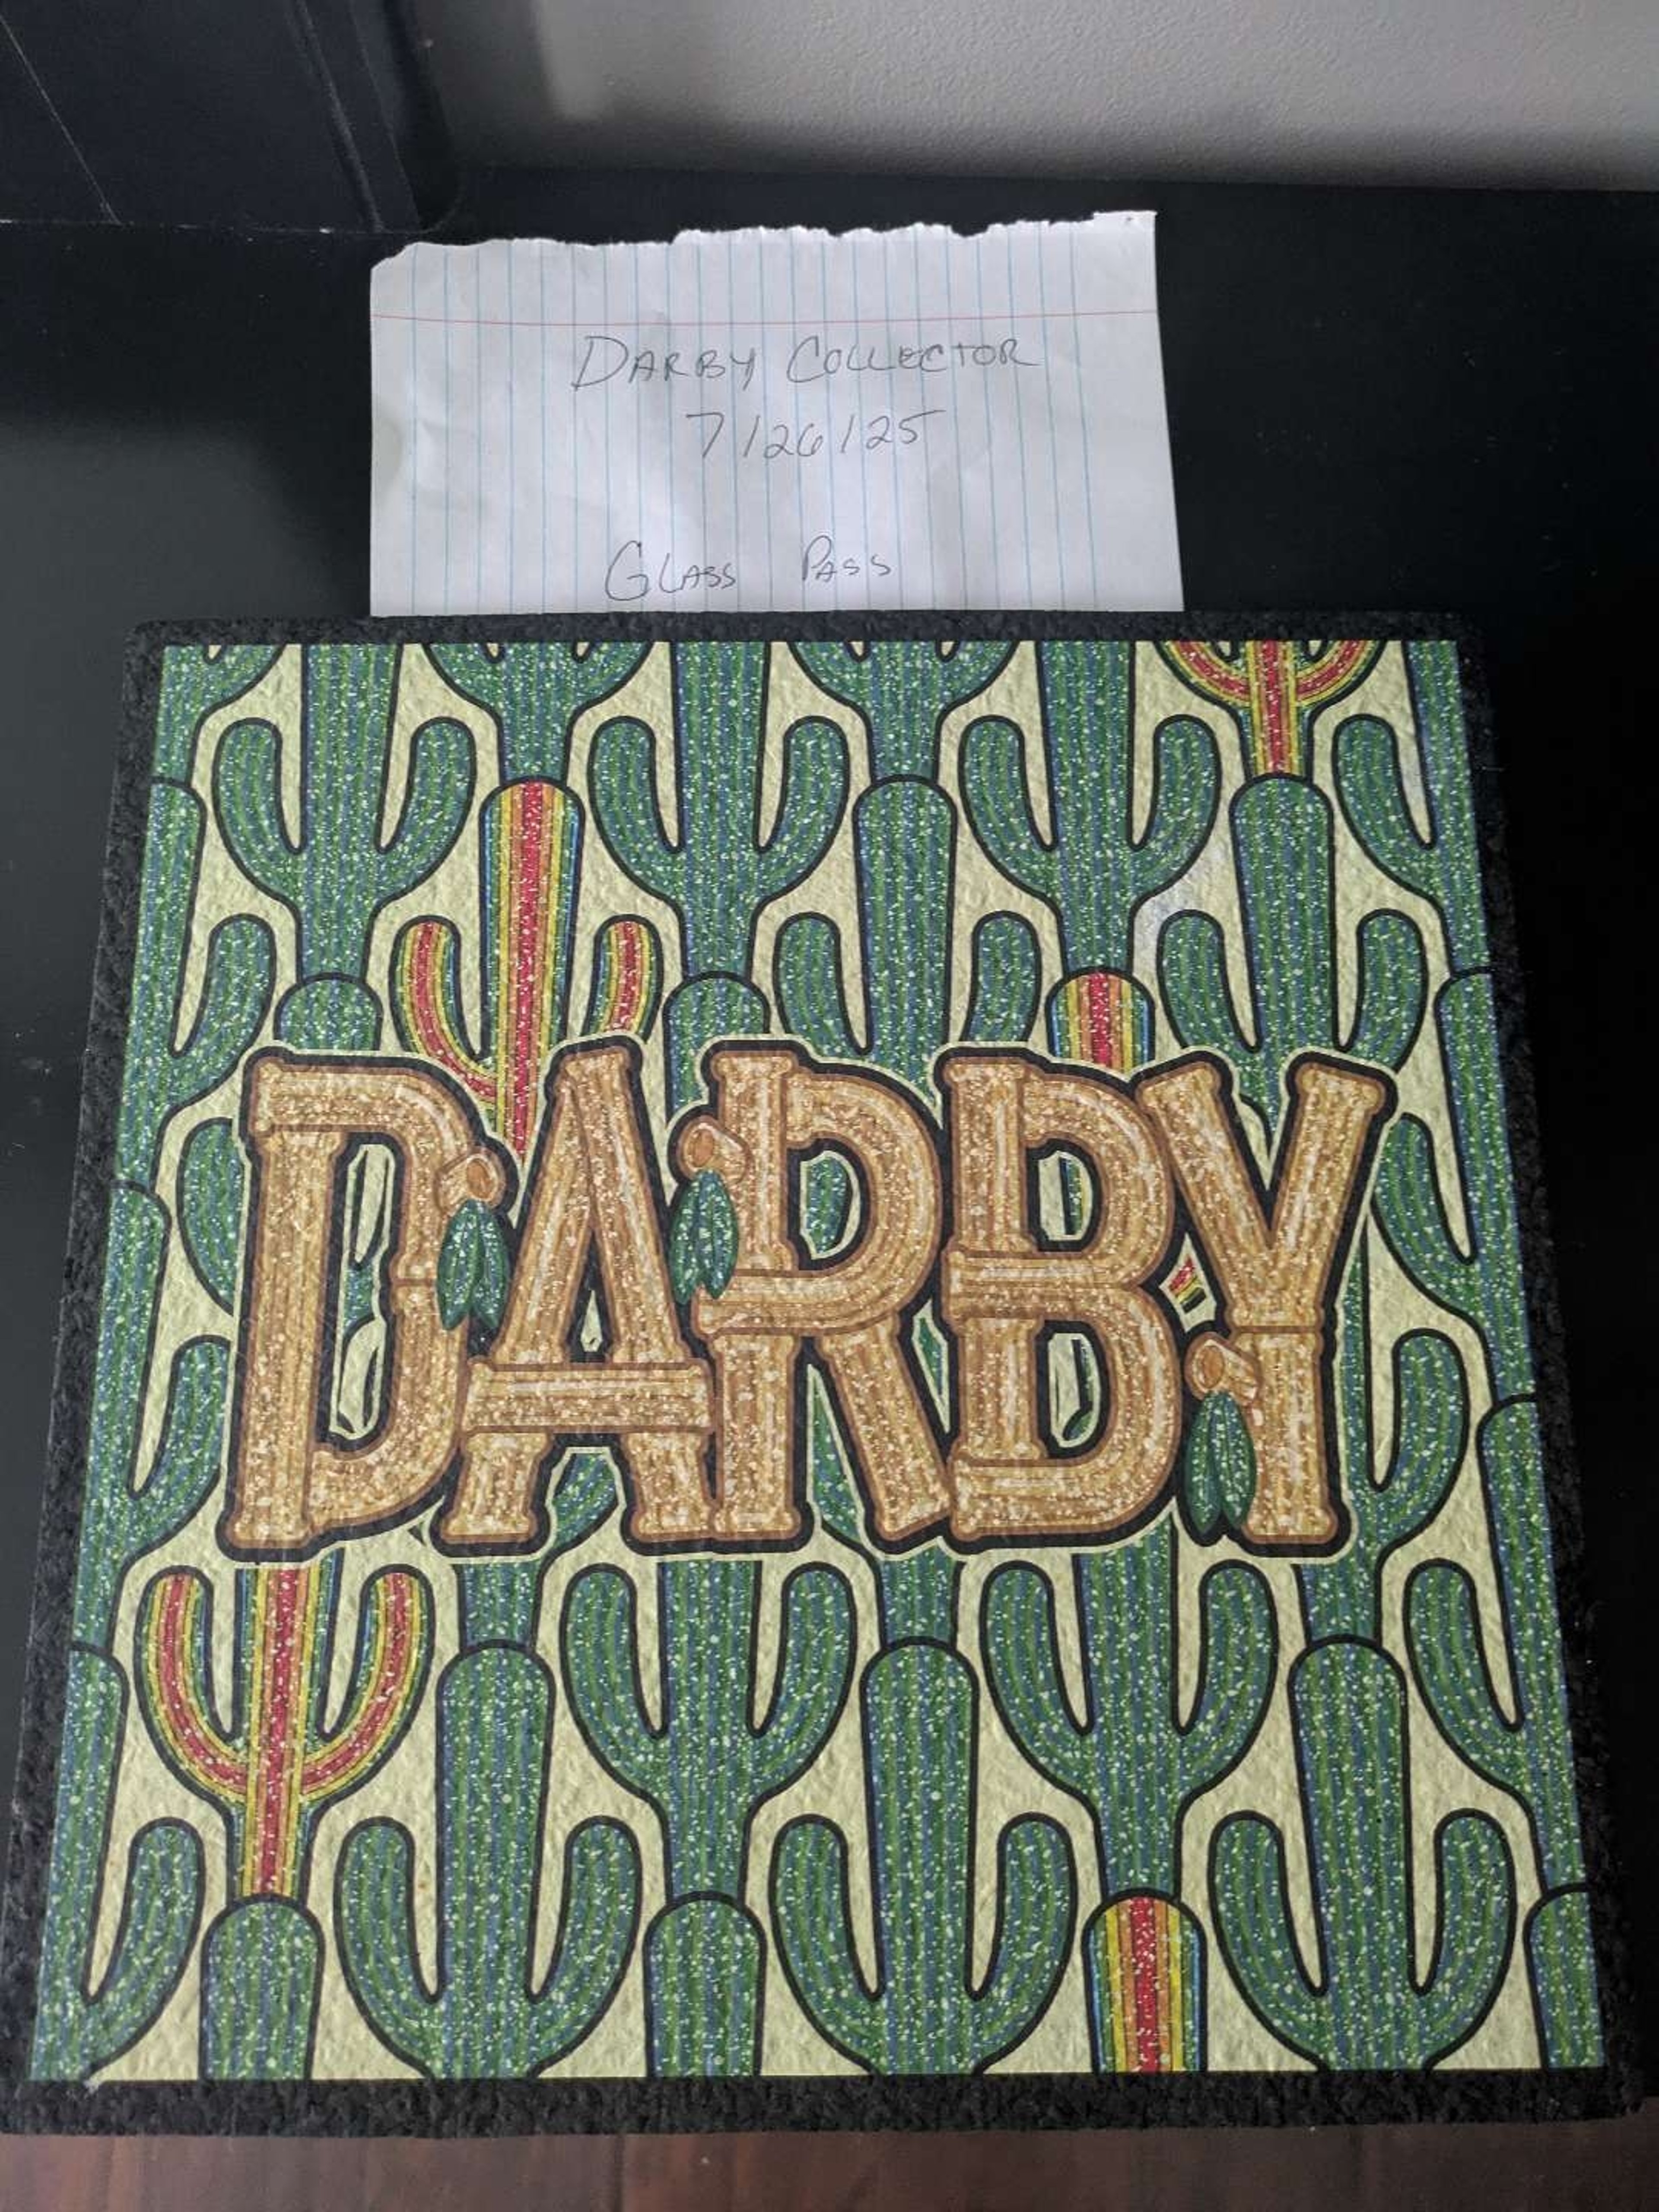 DARBY COLLECTOR
7/26/25
GLASS PASS
DARBY